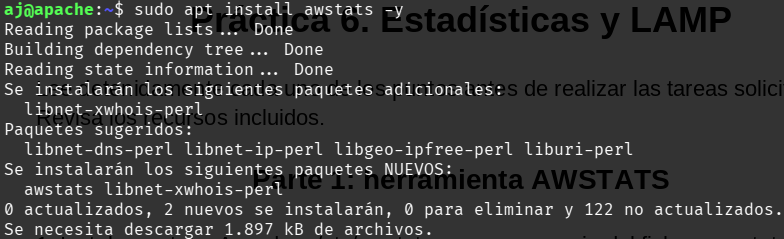 aj@apache:~$ sudo apt install awstats -y
Reading package lists... Done
Building dependency tree... Done
Reading state information... Done
Se instalarán los siguientes paquetes adicionales:
  libnet-xwhois-perl
Paquetes sugeridos:
  libnet-dns-perl libnet-ip-perl libgeo-ipfree-perl liburi-perl
Se instalarán los siguientes paquetes NUEVOS:
  awstats libnet-xwhois-perl
0 actualizados, 2 nuevos se instalarán, 0 para eliminar y 122 no actualizados.
Se necesita descargar 1.897 kB de archivos.
Práctica 6. Estadísticas y LAMP
antes de realizar las tareas
Revisa los recursos incluidos.
Parte 1: herramienta AWSTATS